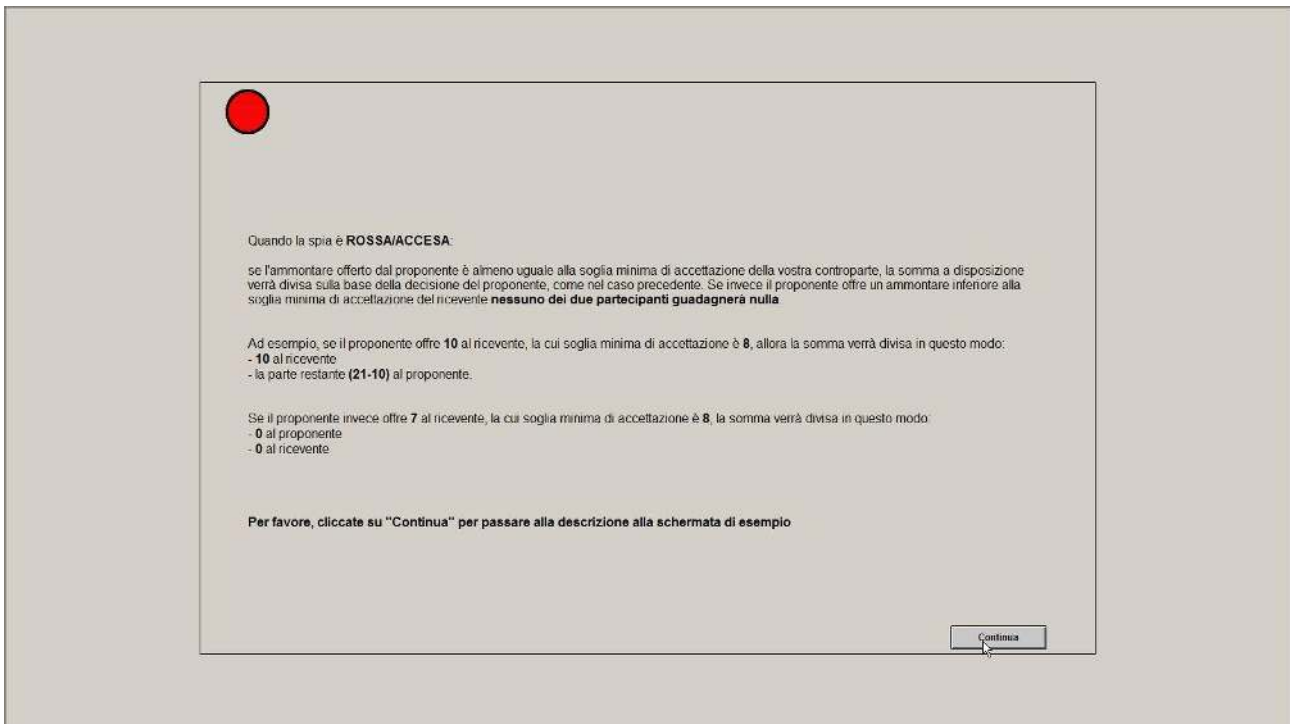 Quando la spia è ROSSA/ACCESA:
se l'ammontare offerto dal proponente è almeno uguale alla soglia minima di accettazione della vostra controparte, la somma a disposizione
verrà divisa sulla base della decisione del proponente, come nel caso precedente. Se invece il proponente offre un ammontare inferiore alla
soglia minima di accettazione del ricevente nessuno dei due partecipanti guadagnerà nulla.
Ad esempio, se il proponente offre 10 al ricevente, la cui soglia minima di accettazione è 8, allora la somma verrà divisa in questo modo:
- 10 al ricevente
- la parte restante (21-10) al proponente.
Se il proponente invece offre 7 al ricevente, la cui soglia minima di accettazione è 8, la somma verrà divisa in questo modo:
- 0 al proponente
- 0 al ricevente
Per favore, cliccate su "Continua" per passare alla descrizione alla schermata di esempio
Continua